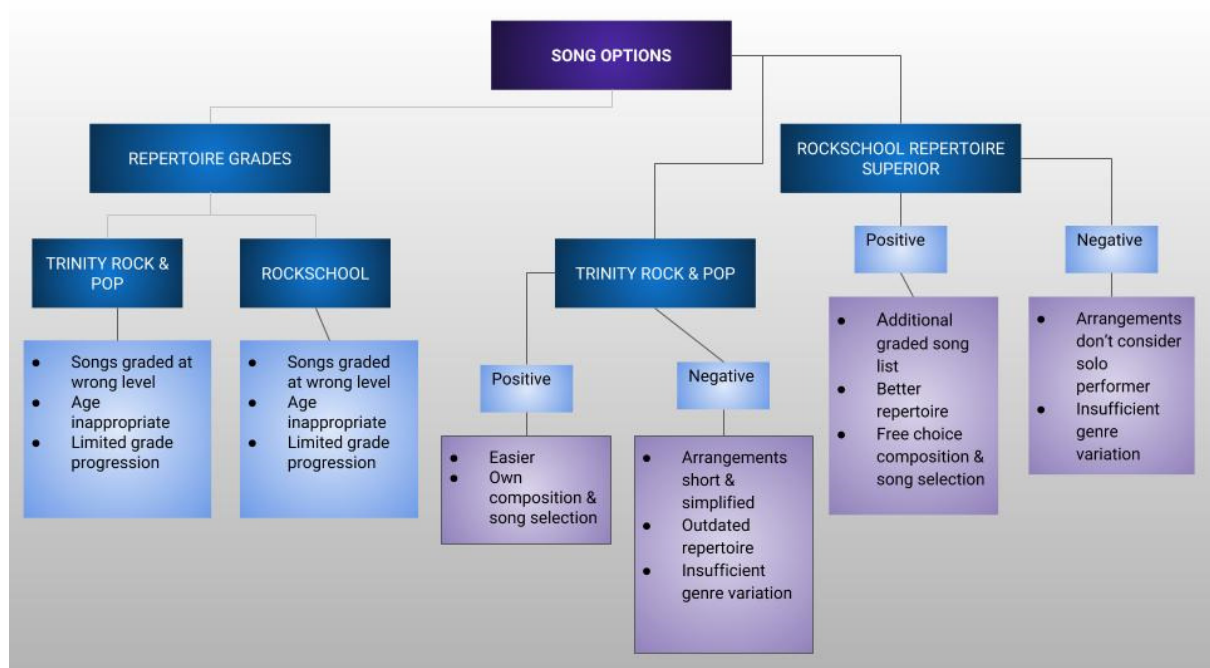 SONG OPTIONS
REPERTOIRE GRADES
TRINITY ROCK &
POP
● Songs graded at
wrong level
● Age
inappropriate
● Limited grade
progression
ROCKSCHOOL
● Songs graded
at wrong level
● Age
inappropriate
● Limited grade
progression
TRINITY ROCK & POP
Positive
● Easier
● Own
composition &
song selection
Negative
● Arrangements
short &
simplified
● Outdated
repertoire
● Insufficient
genre variation
ROCKSCHOOL REPERTOIRE
SUPERIOR
Positive
● Additional
graded song
list
● Better
repertoire
● Free choice
composition &
song selection
Negative
● Arrangements
don't consider
solo
performer
● Insufficient
genre
variation